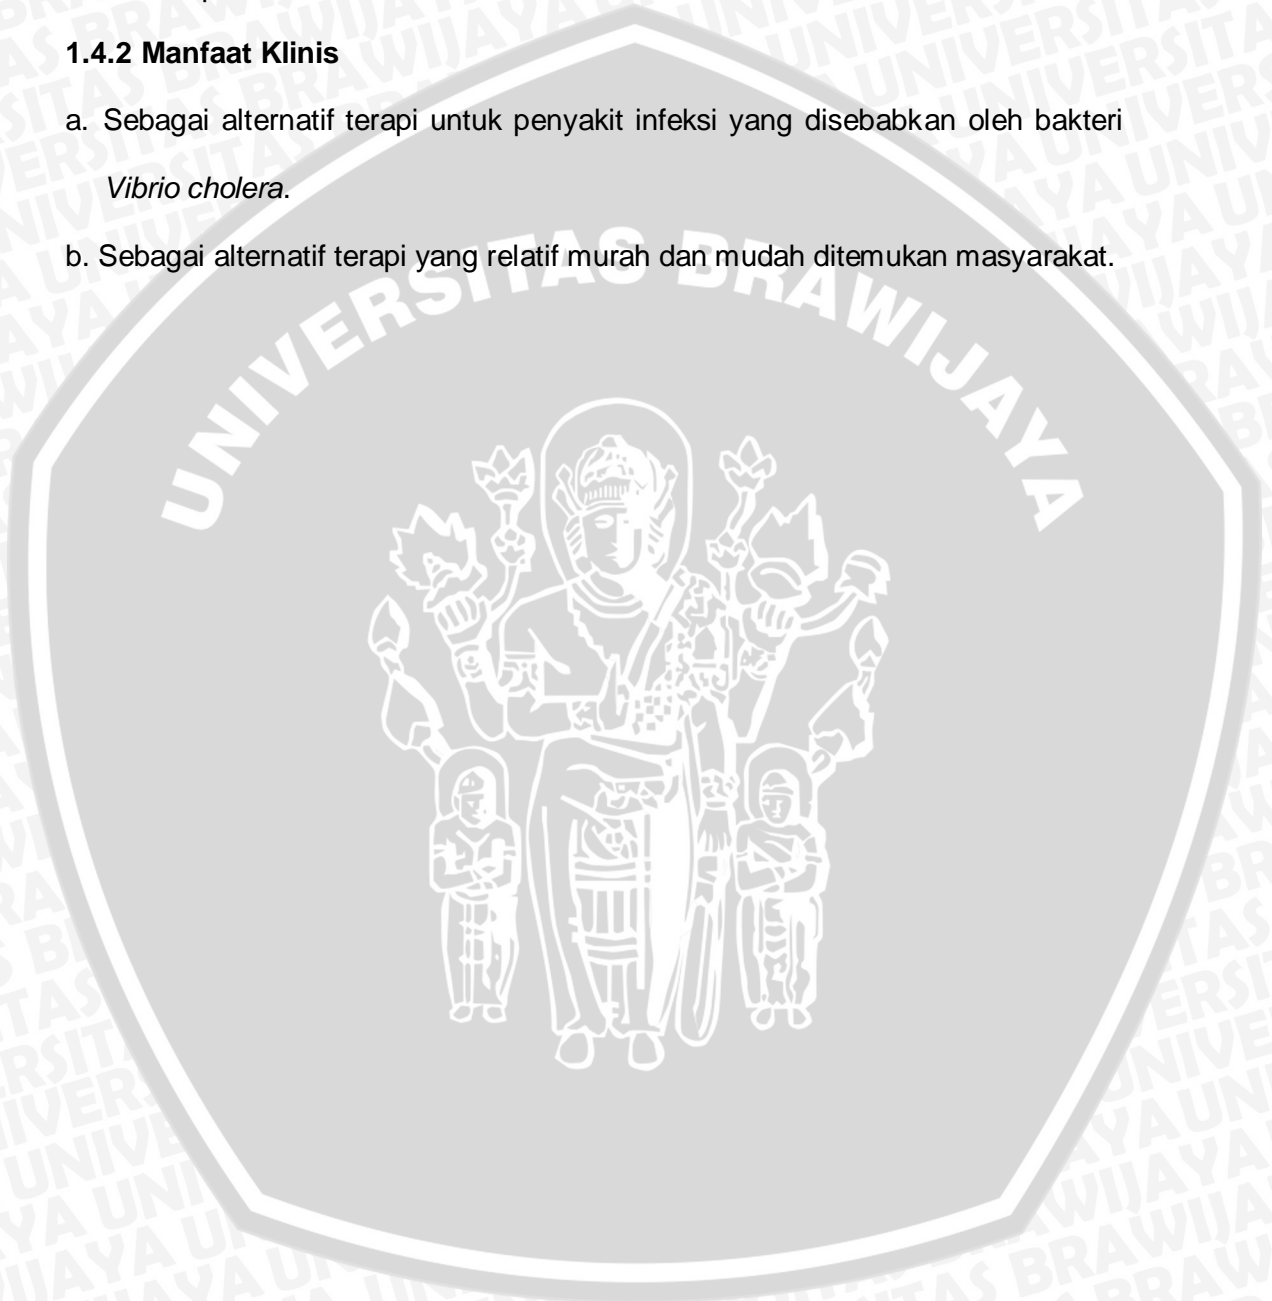 1.4.2 Manfaat Klinis
a. Sebagai alternatif terapi untuk penyakit infeksi yang disebabkan oleh bakteri
Vibrio cholera.
b. Sebagai alternatif terapi yang relatif murah dan mudah ditemukan masyarakat.
UNIVERSITAS BRAWIJAYA